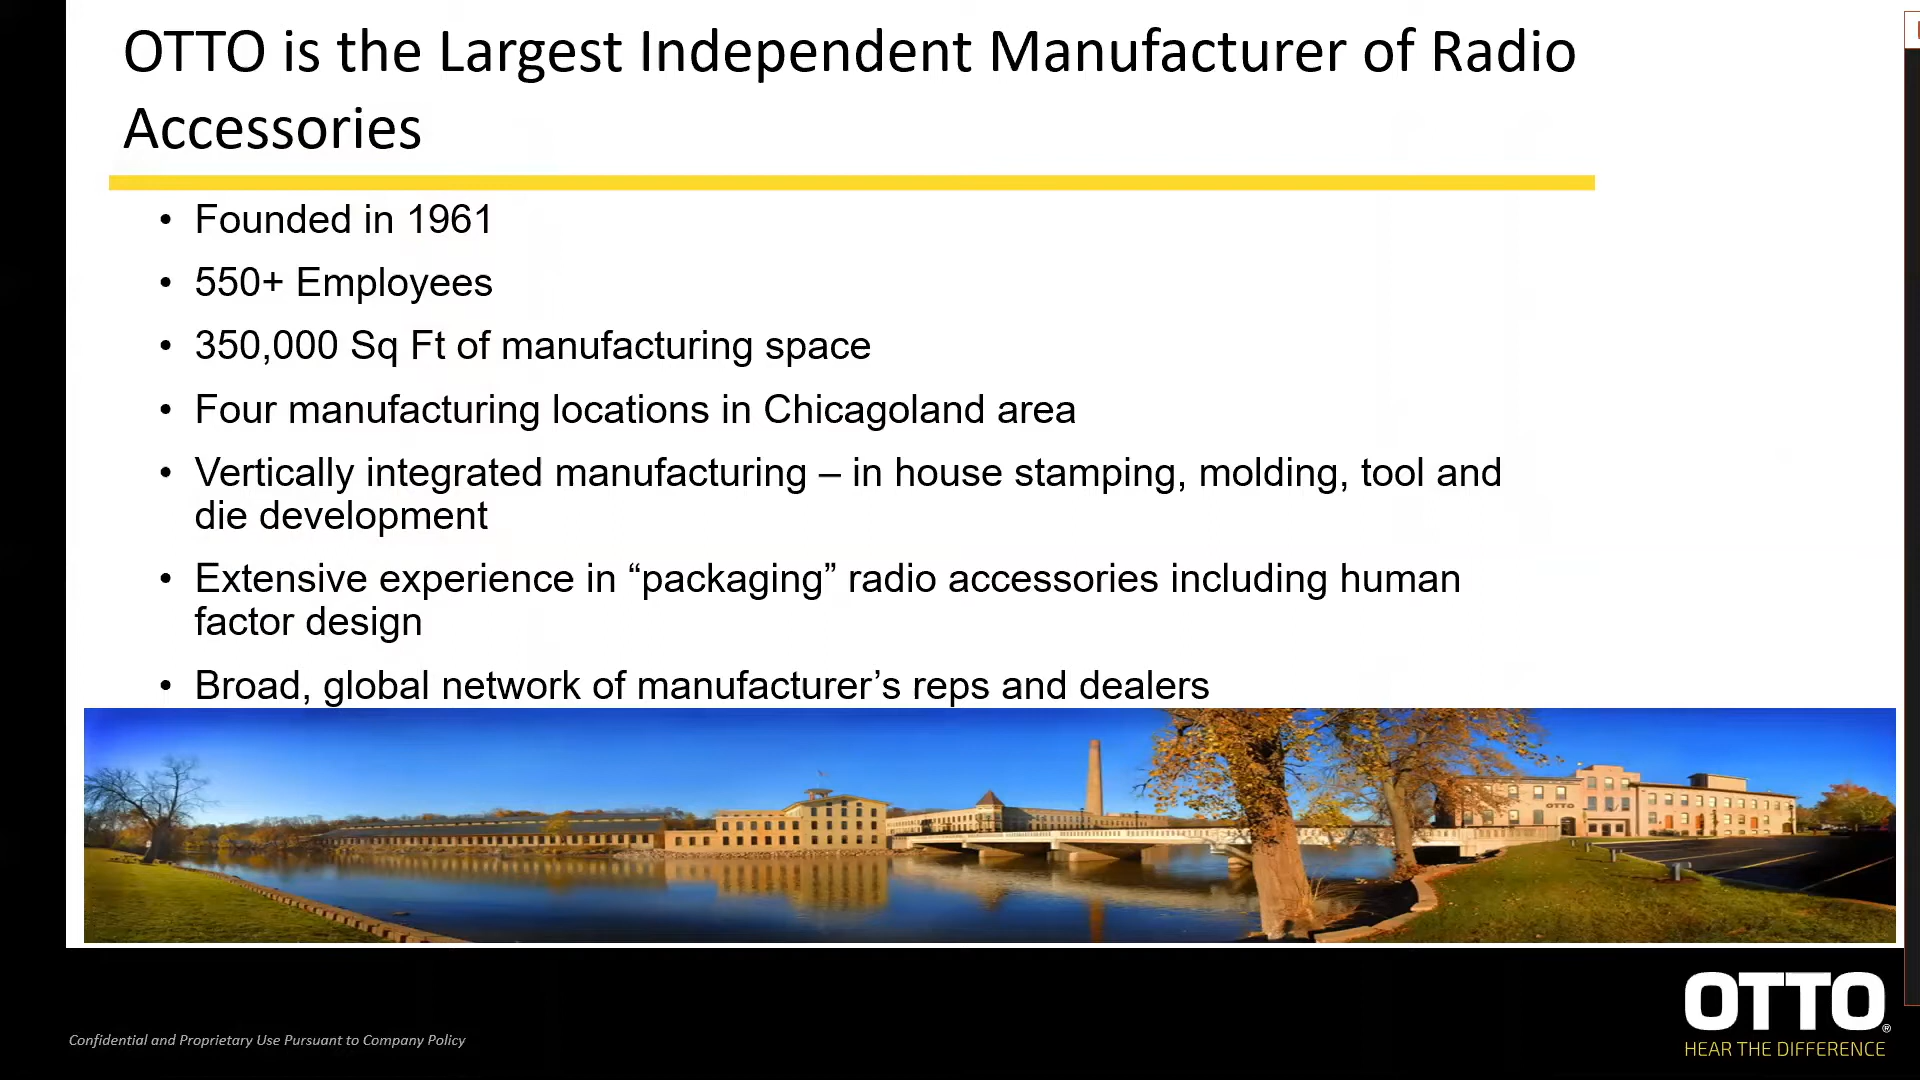 OTTO is the Largest Independent Manufacturer of Radio
Accessories
• Founded in 1961
• 550+ Employees
• 350,000 Sq Ft of manufacturing space
• Four manufacturing locations in Chicagoland area
• Vertically integrated manufacturing – in house stamping, molding, tool and
die development
• Extensive experience in “packaging” radio accessories including human
factor design
• Broad, global network of manufacturer’s reps and dealers
OTTO
OTTO®
HEAR THE DIFFERENCE
Confidential and Proprietary Use Pursuant to Company Policy